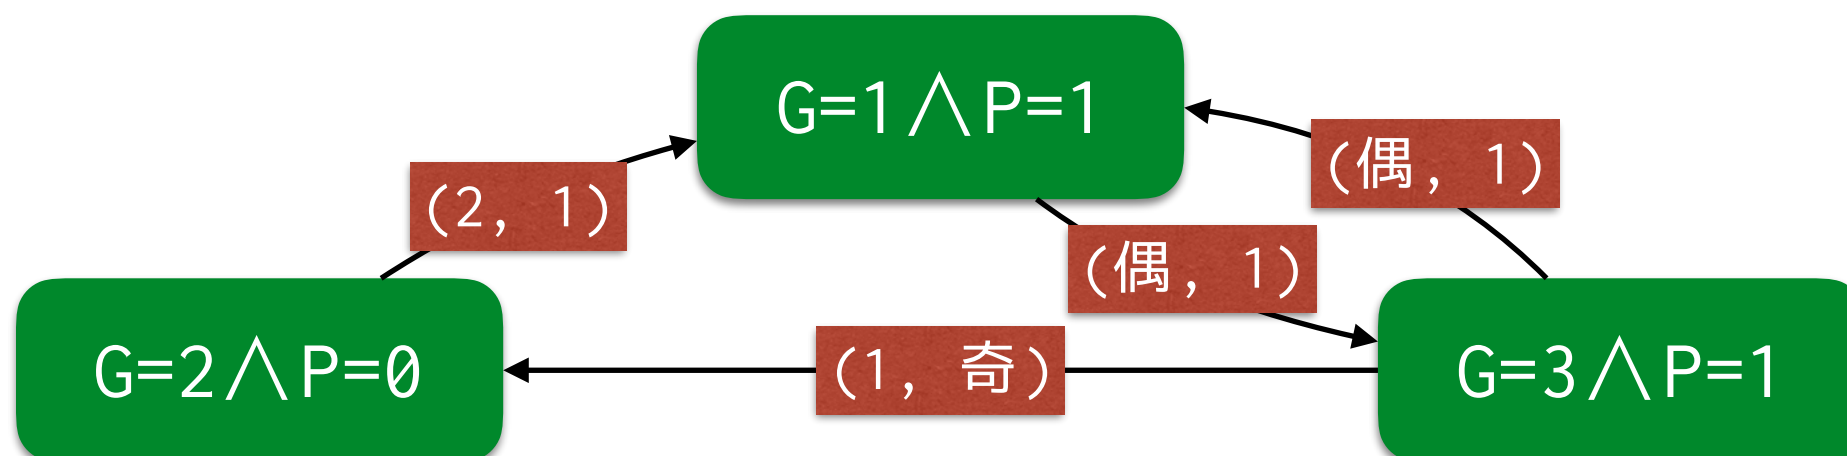 G=1∧P=1
(偶, 1)
(2, 1)
(偶, 1)
G=2∧P=0
(1, 奇)
G=3∧P=1